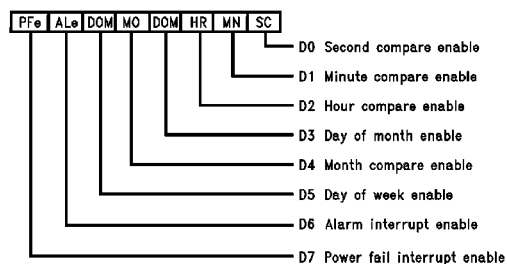 PFe ALe DOM MO DOM HR MN SC
D0 Second compare enable
D1 Minute compare enable
D2 Hour compare enable
D3 Day of month enable
D4 Month compare enable
D5 Day of week enable
D6 Alarm interrupt enable
D7 Power fail interrupt enable